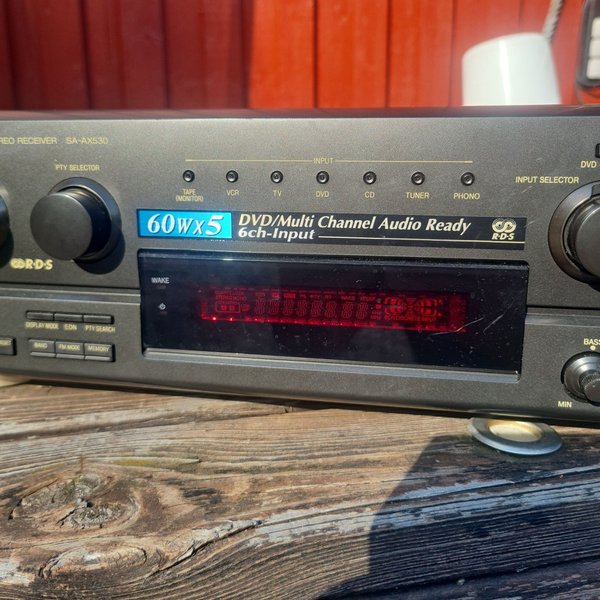 REO RECEIVER SA-AX530
PTY SELECTOR
INPUT
TAPE (MONITOR) VCR TV DVD CD TUNER PHONO
DVD
INPUT SELECTOR
60W X 5
DVD/Multi Channel Audio Ready
6ch-Input
R·D·S
R·D·S
WAKE
DISPLAY MODE EON PTY SEARCH
BAND FM MODE MEMORY
BASS
MIN